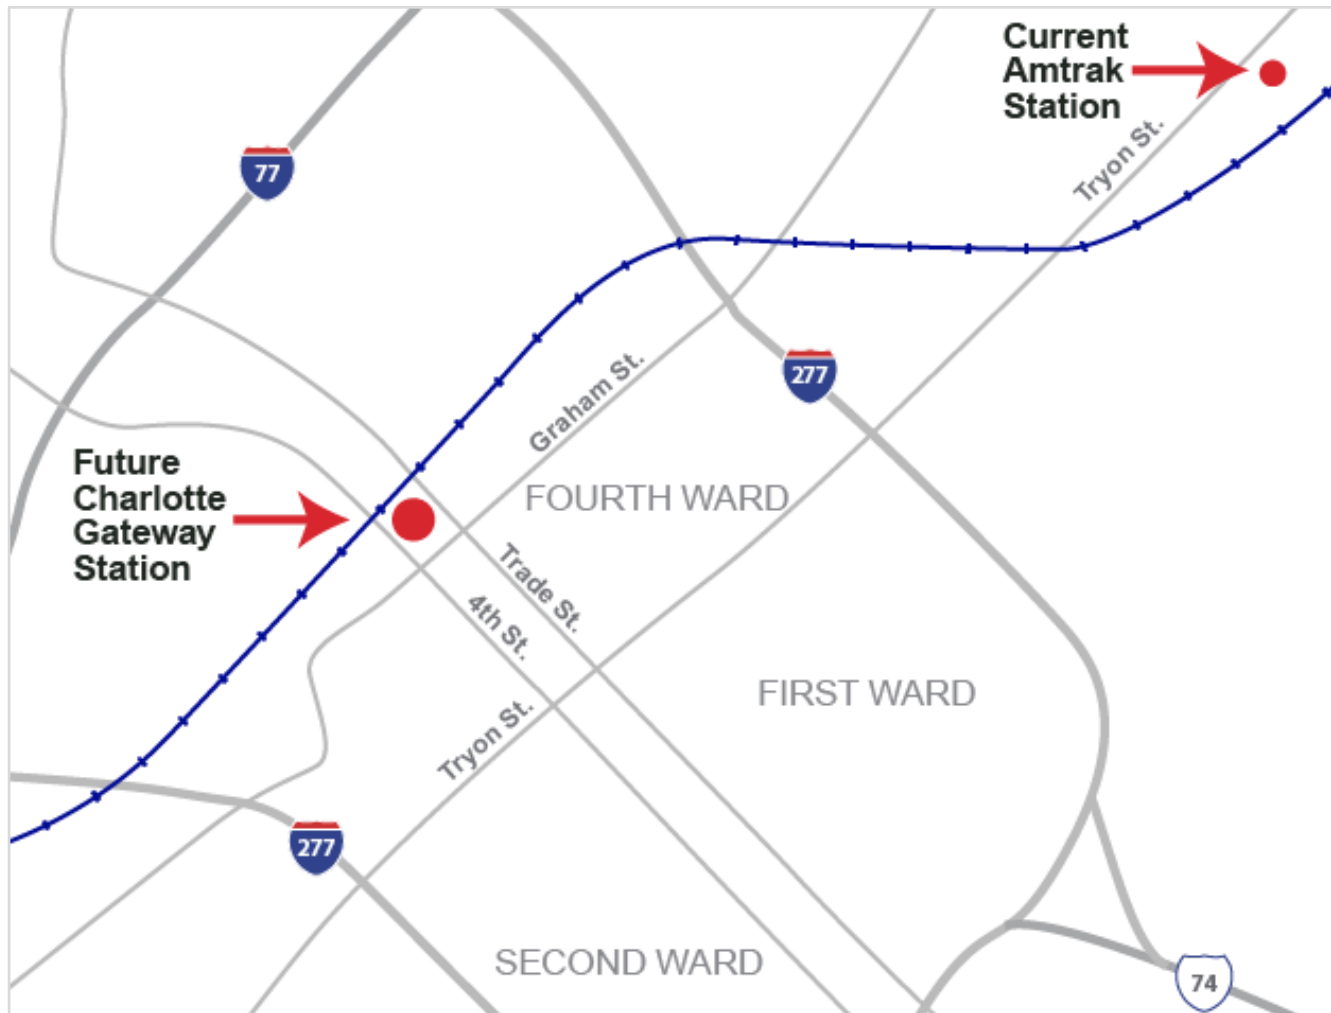 Current
Amtrak
Station
Tryon St.
77
277
Graham St.
Future
Charlotte
Gateway
Station
FOURTH WARD
Trade St.
4th St.
FIRST WARD
Tryon St.
277
SECOND WARD
74